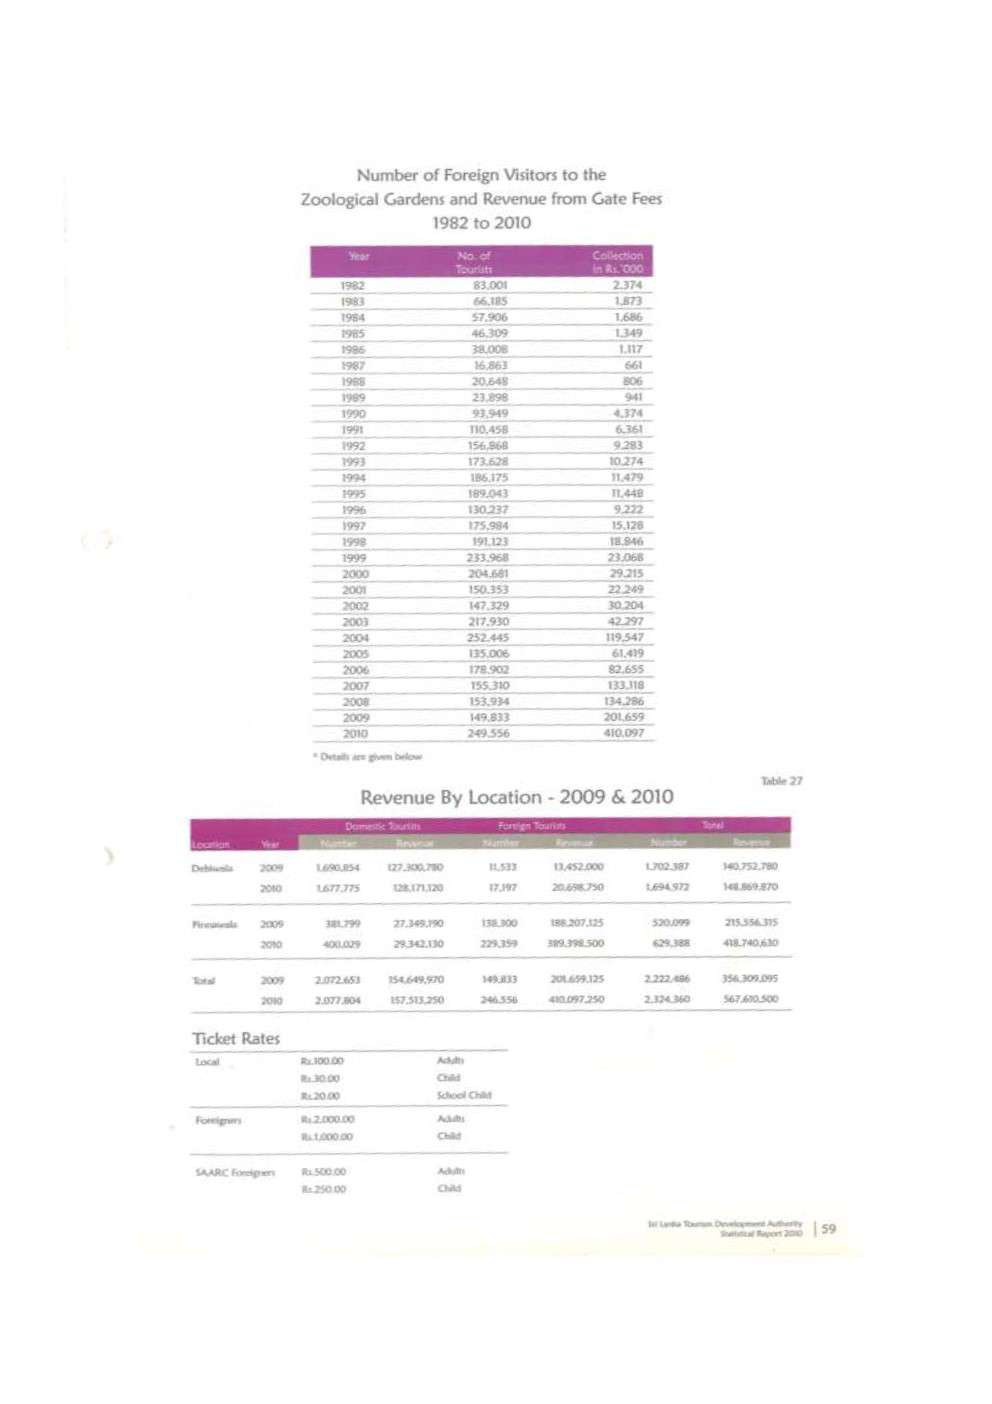 Number of Foreign Visitors to the
Zoological Gardens and Revenue from Gate Fees
1982 to 2010
Year No. of Tourists Collection in Rs.'000
1982 83,001 2,374
1983 66,185 1,873
1984 57,906 1,686
1985 46,309 1,349
1986 38,008 1,117
1987 16,863 661
1988 20,648 806
1989 23,898 941
1990 93,949 4,374
1991 110,458 6,361
1992 156,868 9,283
1993 173,628 10,274
1994 186,175 11,479
1995 189,043 11,448
1996 130,237 9,222
1997 175,984 15,128
1998 191,123 18,846
1999 233,968 23,068
2000 204,681 29,215
2001 150,353 22,249
2002 147,329 30,204
2003 217,930 42,297
2004 252,445 119,547
2005 135,006 61,419
2006 178,902 82,655
2007 155,310 133,118
2008 153,934 134,286
2009 149,833 201,659
2010 249,556 410,097
* Details are given below
Table 27
Revenue By Location - 2009 & 2010
Domestic Tourists Foreign Tourists Total
Location Year Number Revenue Number Revenue Number Revenue
Dehiwela 2009 1,690,854 127,300,780 11,533 13,452,000 1,702,387 140,752,780
2010 1,677,775 128,171,120 17,197 20,698,750 1,694,972 148,869,870
Pinnawela 2009 381,799 27,349,190 138,300 188,207,125 520,099 215,556,315
2010 400,029 29,342,130 229,359 389,398,500 629,388 418,740,630
Total 2009 2,072,653 154,649,970 149,833 201,659,125 2,222,486 356,309,095
2010 2,077,804 157,513,250 246,556 410,097,250 2,324,360 567,610,500
Ticket Rates
Local Rs.100.00 Adults
Rs.30.00 Child
Rs.20.00 School Child
Foreigners Rs.2,000.00 Adults
Rs.1,000.00 Child
SAARC Foreigners Rs.500.00 Adults
Rs.250.00 Child
Sri Lanka Tourism Development Authority
Statistical Report 2010 | 59